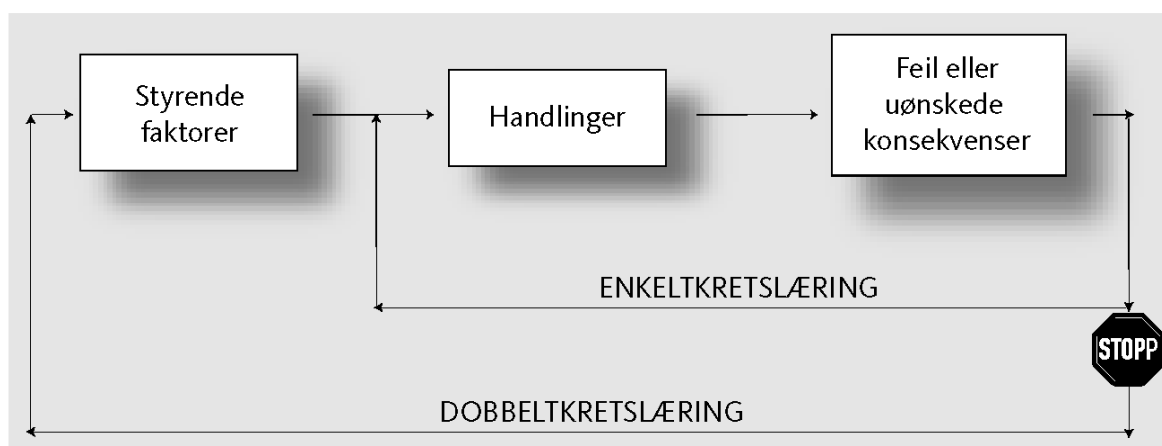 Styrende
faktorer
Handlinger
Feil eller
uønskede
konsekvenser
ENKELTKRETSLÆRING
STOPP
DOBBELTKRETSLÆRING